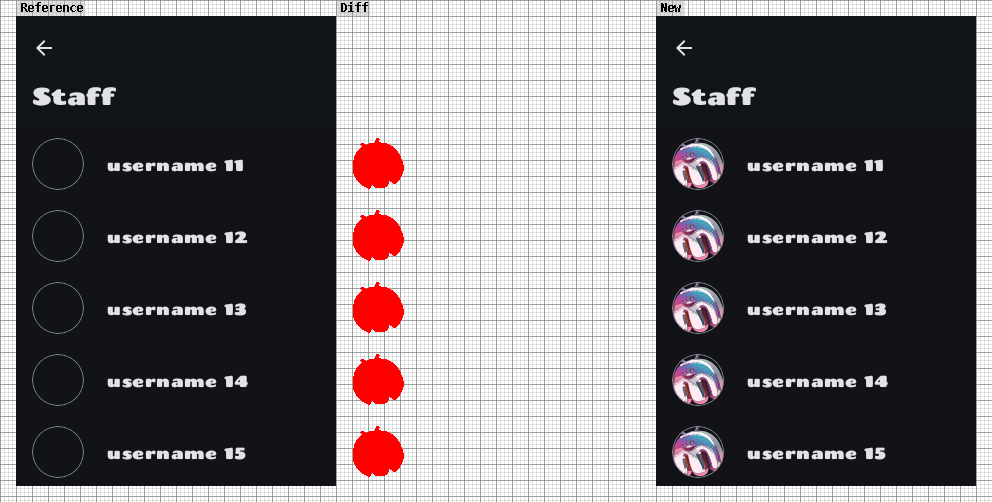 Reference
Diff
New
Staff
username 11
username 12
username 13
username 14
username 15
Staff
username 11
username 12
username 13
username 14
username 15